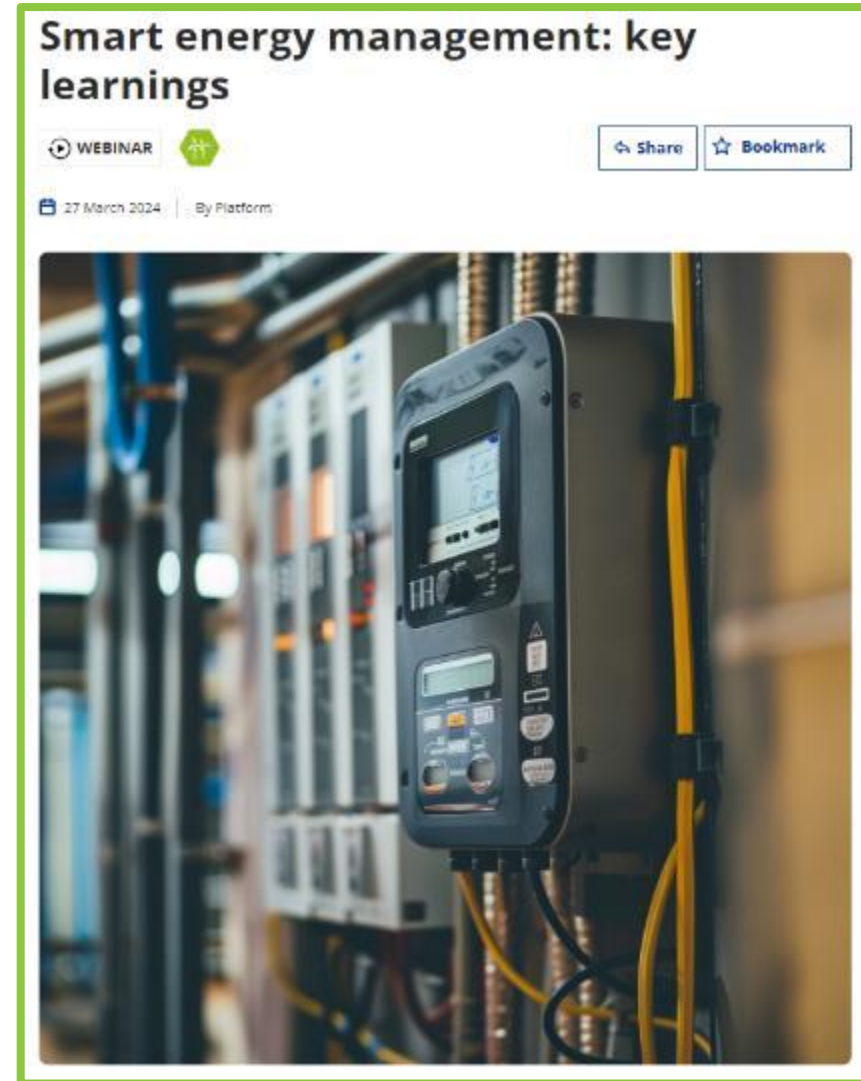 Smart energy management: key
learnings
WEBINAR
Share
Bookmark
27 March 2024
By Platform